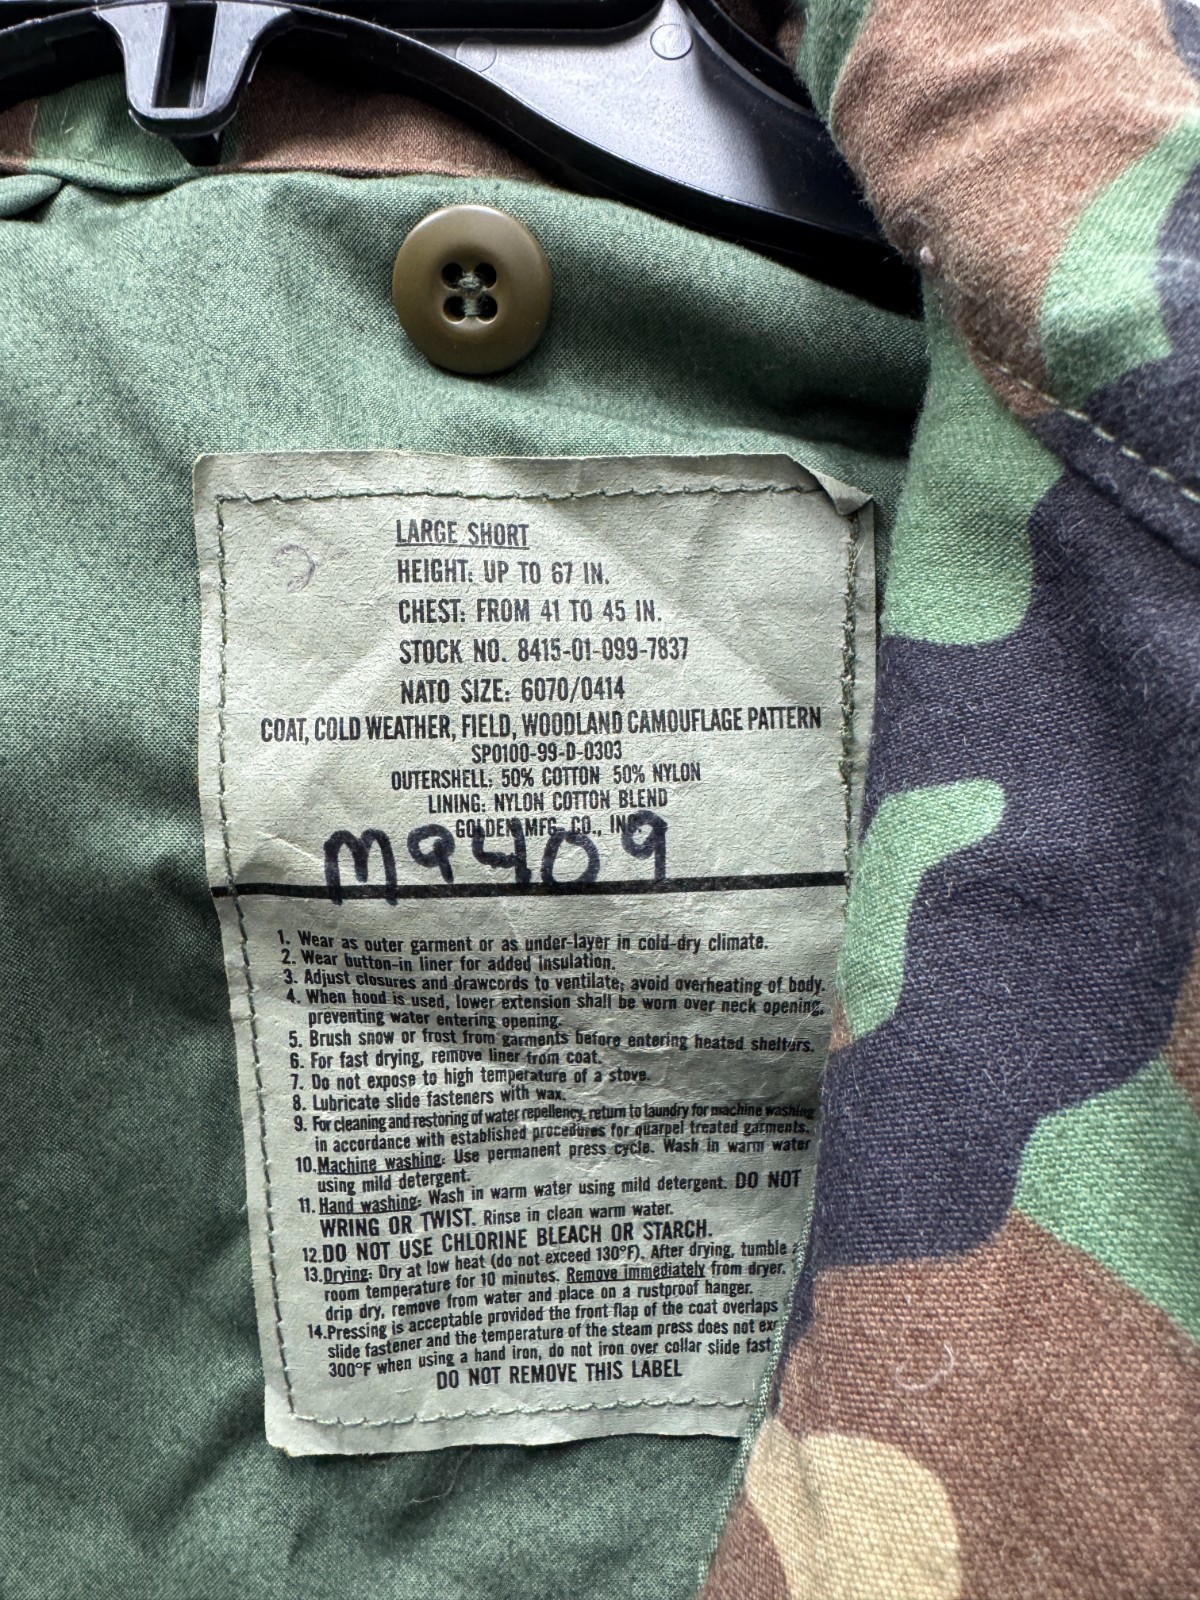 LARGE SHORT
HEIGHT: UP TO 67 IN.
CHEST: FROM 41 TO 45 IN.
STOCK NO. 8415-01-099-7837
NATO SIZE: 6070/0414
COAT, COLD WEATHER, FIELD, WOODLAND CAMOUFLAGE PATTERN
SPO100-99-D-0303
OUTERSHELL: 50% COTTON 50% NYLON
LINING: NYLON COTTON BLEND
GOLDEN MFG. CO., INC.
M9409
1. Wear as outer garment or as under-layer in cold-dry climate.
2. Wear button-in liner for added insulation.
3. Adjust closures and drawcords to ventilate; avoid overheating of body.
4. When hood is used, lower extension shall be worn over neck opening,
preventing water entering opening.
5. Brush snow or frost from garments before entering heated shelters.
6. For fast drying, remove liner from coat.
7. Do not expose to high temperature of a stove.
8. Lubricate slide fasteners with wax.
9. For cleaning and restoring of water repellency, return to laundry for machine washing
in accordance with established procedures for quarpel treated garments.
10. Machine washing: Use permanent press cycle. Wash in warm water
using mild detergent.
11. Hand washing: Wash in warm water using mild detergent. DO NOT
WRING OR TWIST. Rinse in clean warm water.
12. DO NOT USE CHLORINE BLEACH OR STARCH.
13. Drying: Dry at low heat (do not exceed 130°F). After drying, tumble
room temperature for 10 minutes. Remove immediately from dryer.
drip dry, remove from water and place on a rustproof hanger.
14. Pressing is acceptable provided the front flap of the coat overlaps
slide fastener and the temperature of the steam press does not
300°F when using a hand iron, do not iron over collar slide
DO NOT REMOVE THIS LABEL